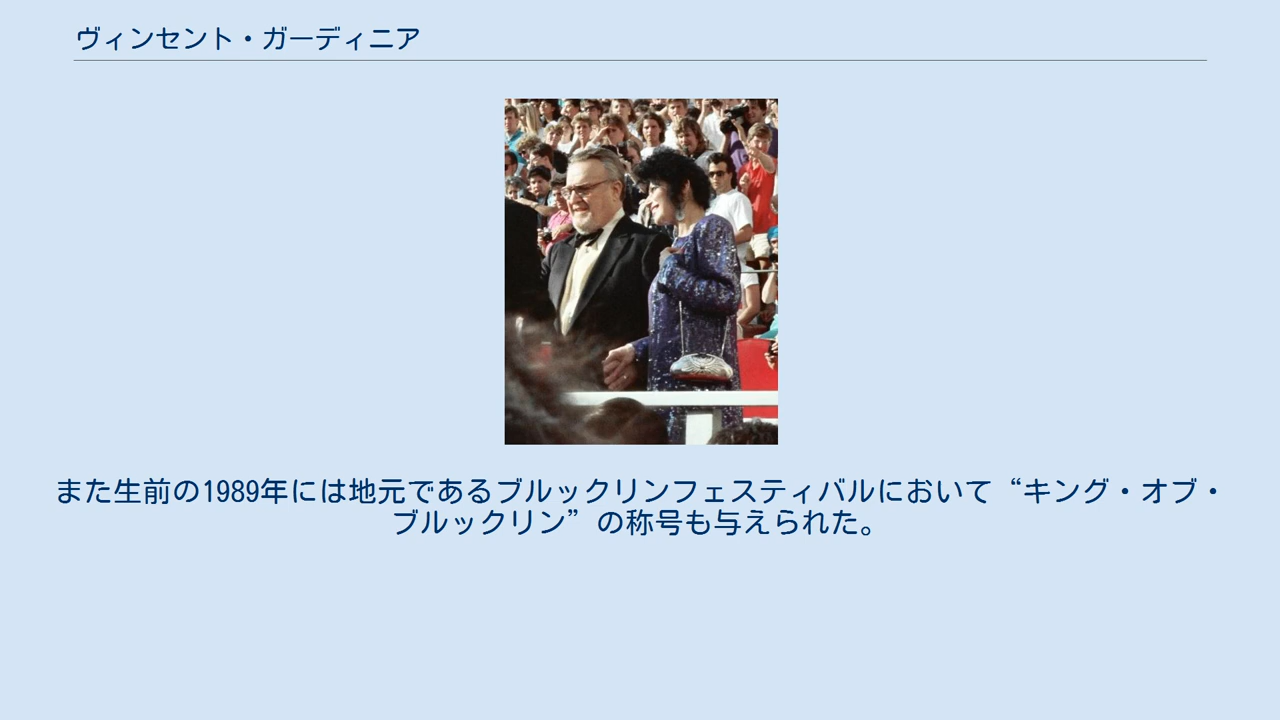 ヴィンセント・ガーディニア
また生前の1989年には地元であるブルックリンフェスティバルにおいて“キング・オブ・
ブルックリン”の称号も与えられた。